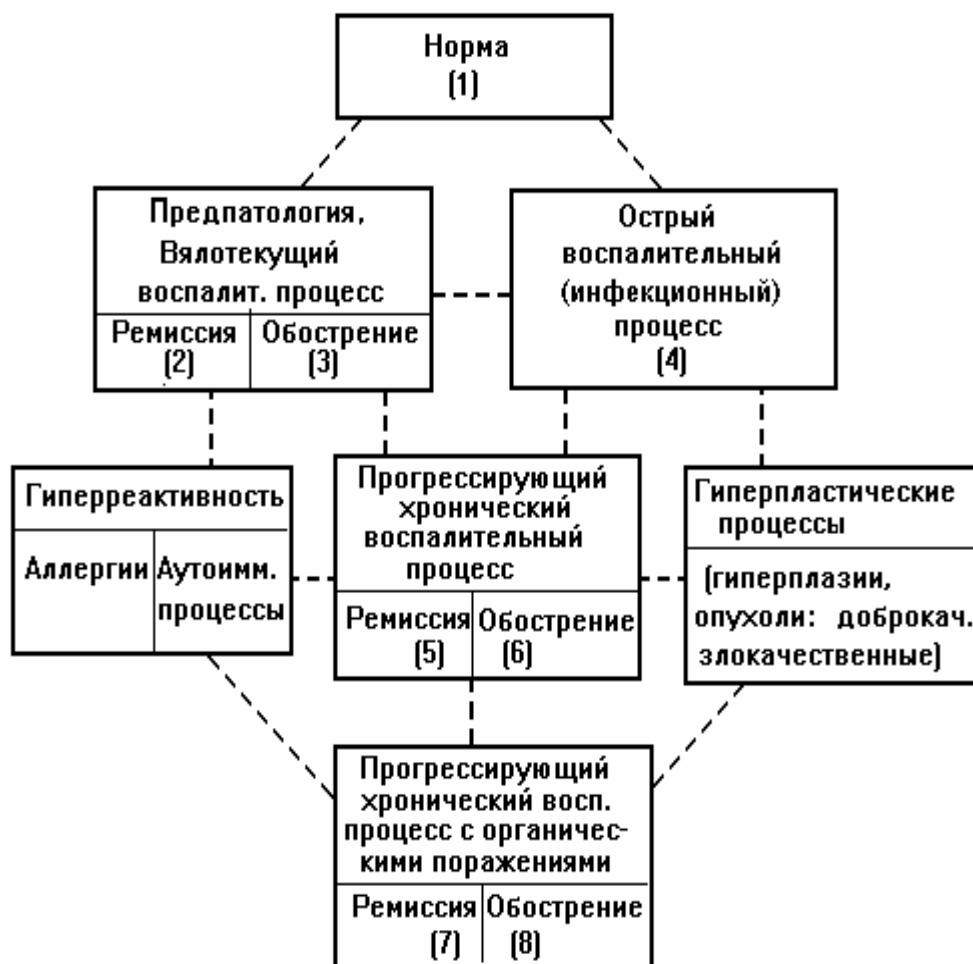 Норма
(1)
Предпатология,
Вялотекущий
воспалит. процесс
Ремиссия
(2)
Обострение
(3)
Острый
воспалительный
(инфекционный)
процесс
(4)
Гиперреактивность
Аллергии
Аутоимм.
процессы
Прогрессирующий
хронический
воспалительный
процесс
Ремиссия
(5)
Обострение
(6)
Гиперпластические
процессы
(гиперплазии,
опухоли: доброкач.
злокачественные)
Прогрессирующий
хронический восп.
процесс с органичес-
кими поражениями
Ремиссия
(7)
Обострение
(8)